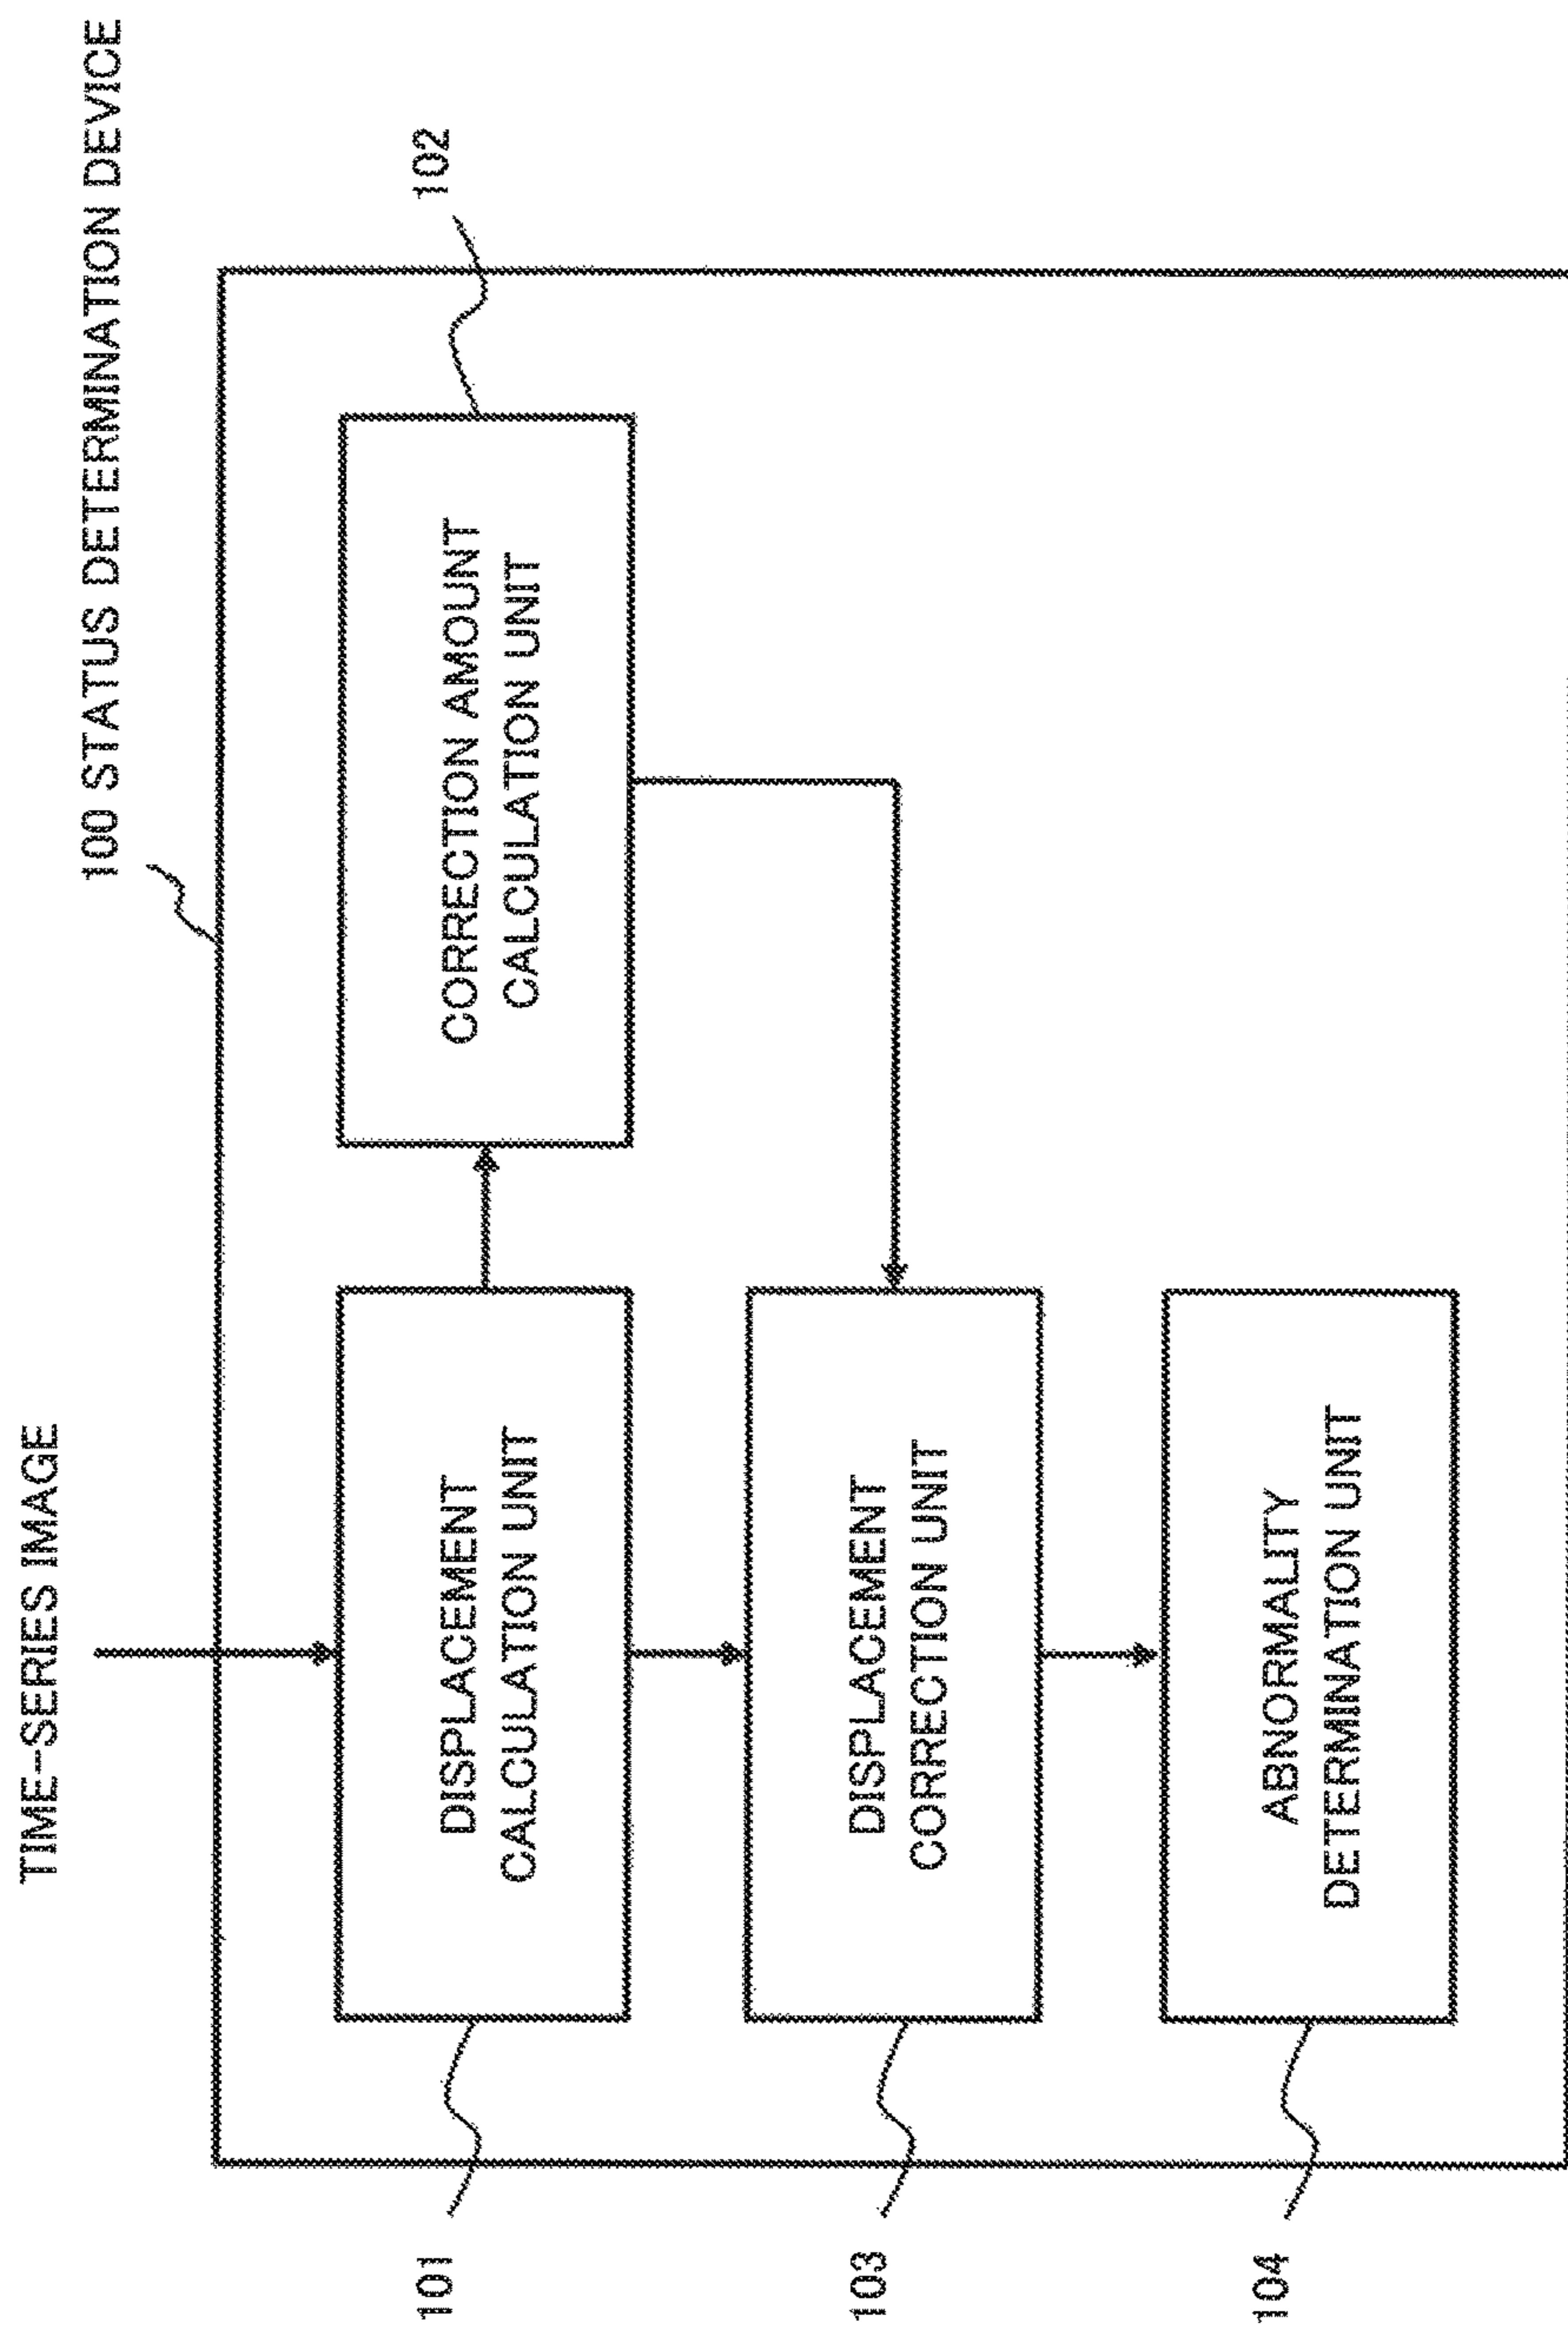 TIME-SERIES IMAGE
100 STATUS DETERMINATION DEVICE
101
DISPLACEMENT
CALCULATION UNIT
CORRECTION AMOUNT
CALCULATION UNIT
102
103
DISPLACEMENT
CORRECTION UNIT
104
ABNORMALITY
DETERMINATION UNIT